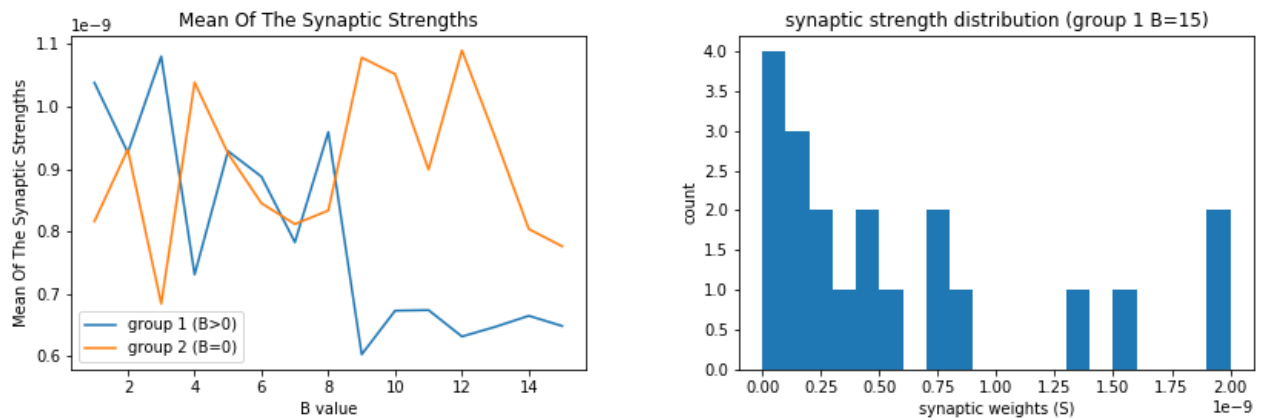 Mean Of The Synaptic Strengths
1e−9
Mean Of The Synaptic Strengths
1.1
1.0
0.9
0.8
0.7
0.6
group 1 (B>0)
group 2 (B=0)
2 4 6 8 10 12 14
B value
synaptic strength distribution (group 1 B=15)
count
4.0
3.5
3.0
2.5
2.0
1.5
1.0
0.5
0.0
0.00 0.25 0.50 0.75 1.00 1.25 1.50 1.75 2.00
synaptic weights (S)
1e−9